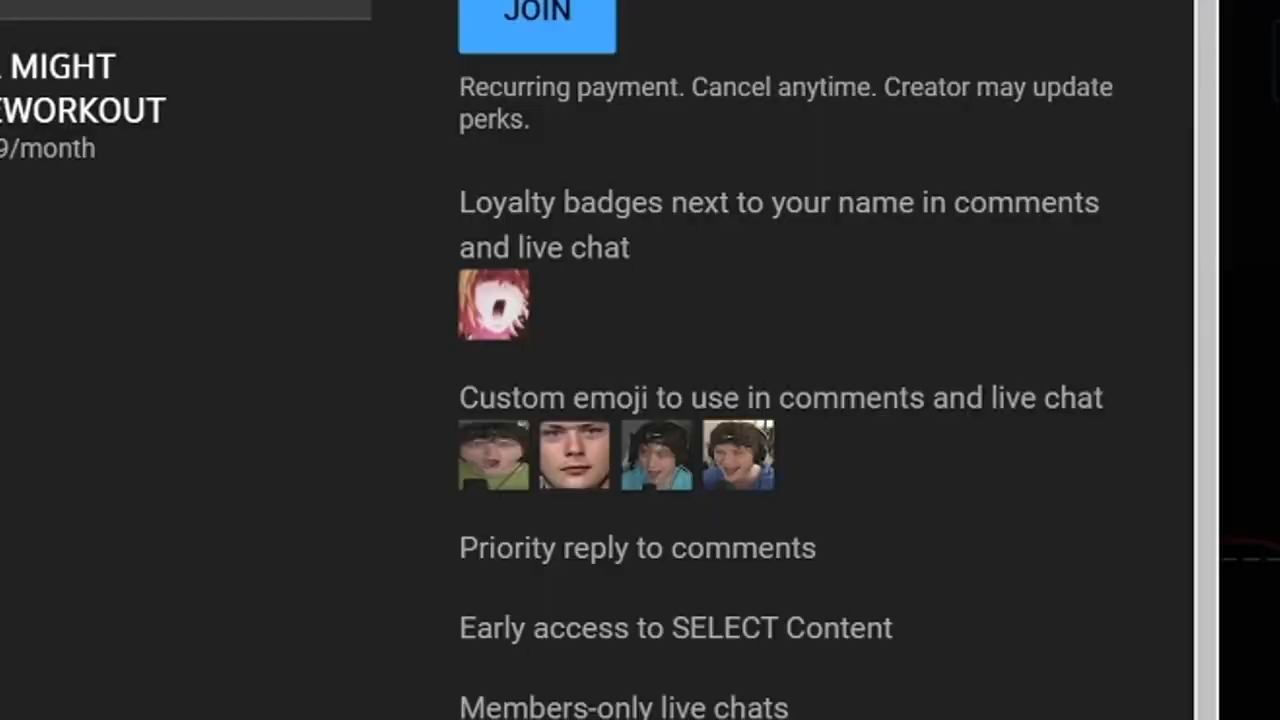 JOIN
MIGHT
EWORKOUT
9/month
Recurring payment. Cancel anytime. Creator may update
perks.
Loyalty badges next to your name in comments
and live chat
Custom emoji to use in comments and live chat
Priority reply to comments
Early access to SELECT Content
Members-only live chats